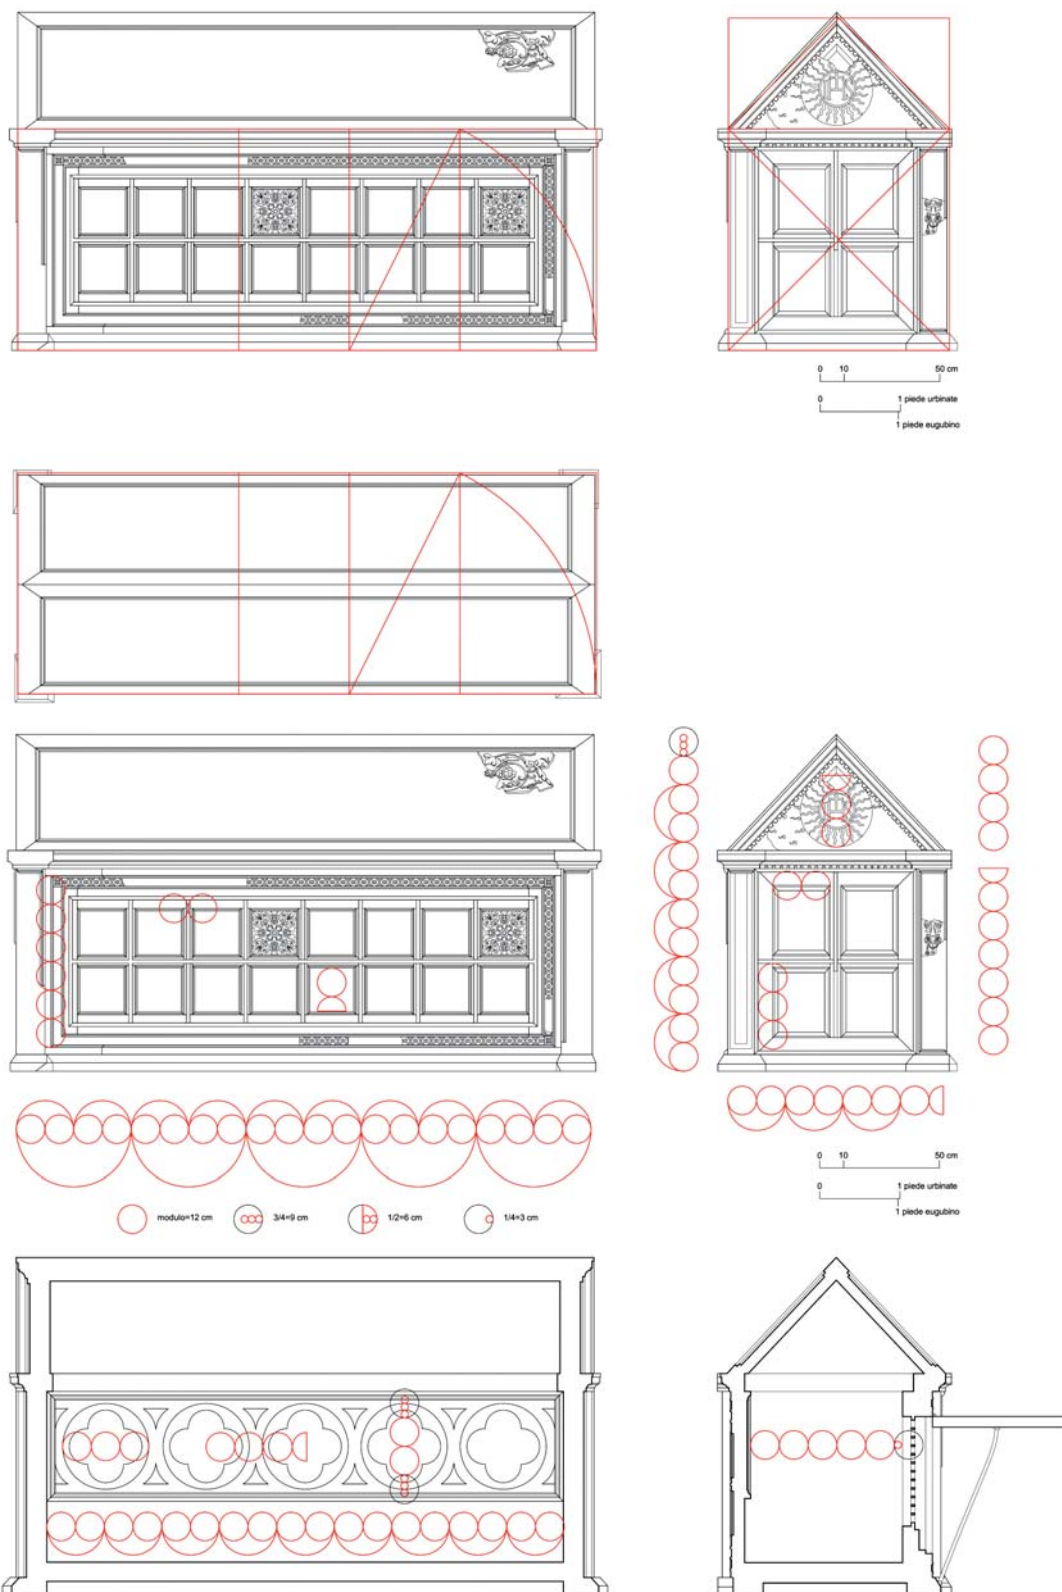 IHS
0 10 50 cm
0 1 piede urbinate
1 piede eugubino
0 10 50 cm
0 1 piede urbinate
1 piede eugubino
modulo=12 cm 3/4=9 cm 1/2=6 cm 1/4=3 cm